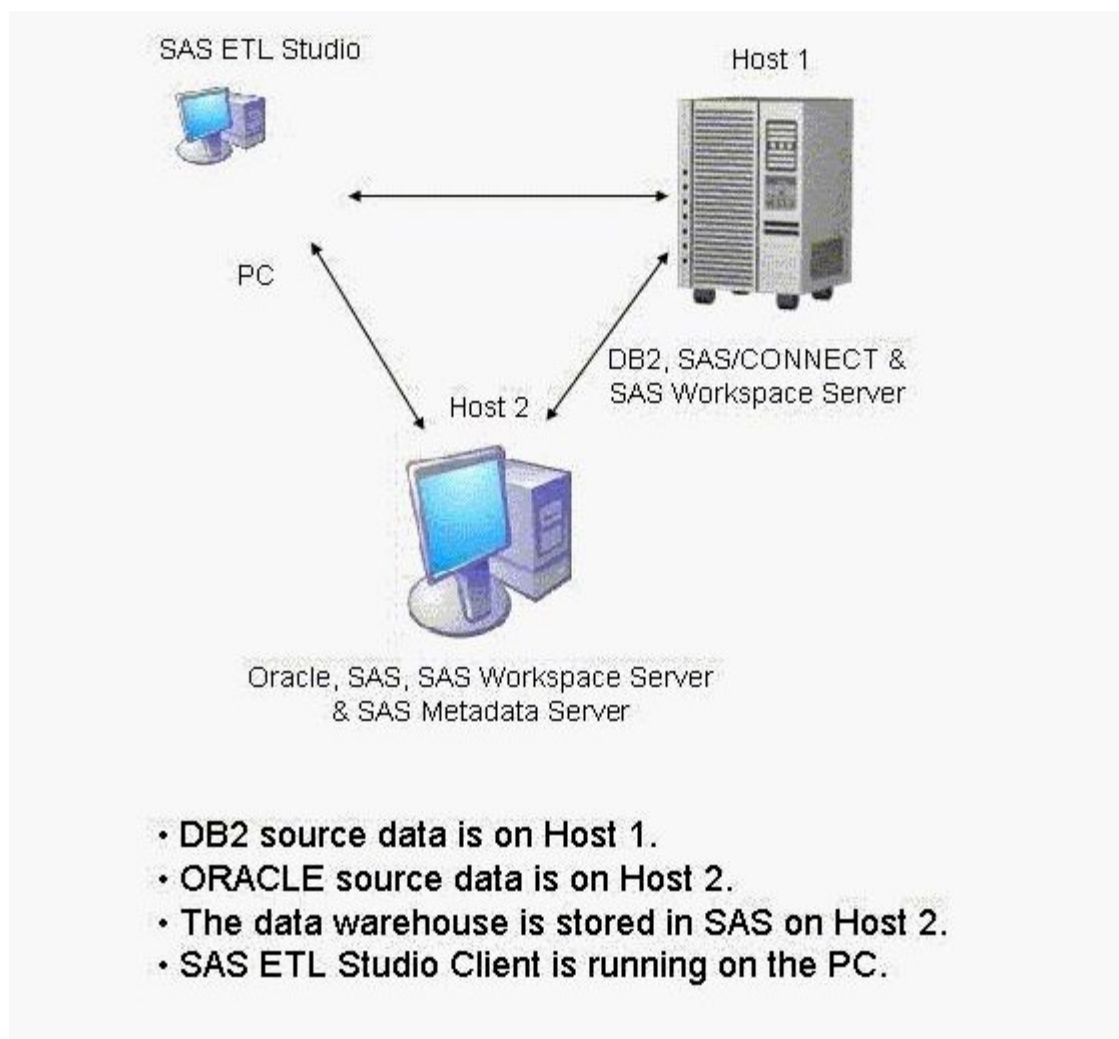 SAS ETL Studio
Host 1
PC
DB2, SAS/CONNECT &
SAS Workspace Server
Host 2
Oracle, SAS, SAS Workspace Server
& SAS Metadata Server
• DB2 source data is on Host 1.
• ORACLE source data is on Host 2.
• The data warehouse is stored in SAS on Host 2.
• SAS ETL Studio Client is running on the PC.